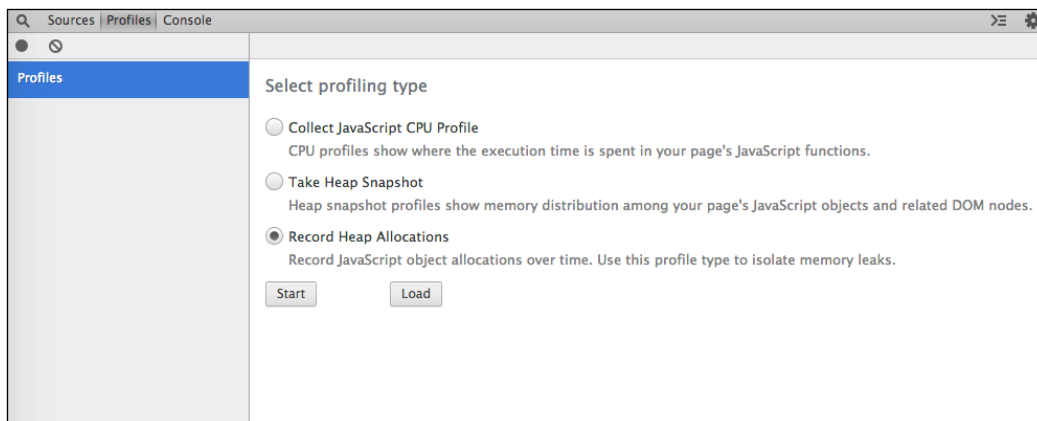 Sources Profiles Console
Profiles
Select profiling type
Collect JavaScript CPU Profile
CPU profiles show where the execution time is spent in your page's JavaScript functions.
Take Heap Snapshot
Heap snapshot profiles show memory distribution among your page's JavaScript objects and related DOM nodes.
Record Heap Allocations
Record JavaScript object allocations over time. Use this profile type to isolate memory leaks.
Start Load